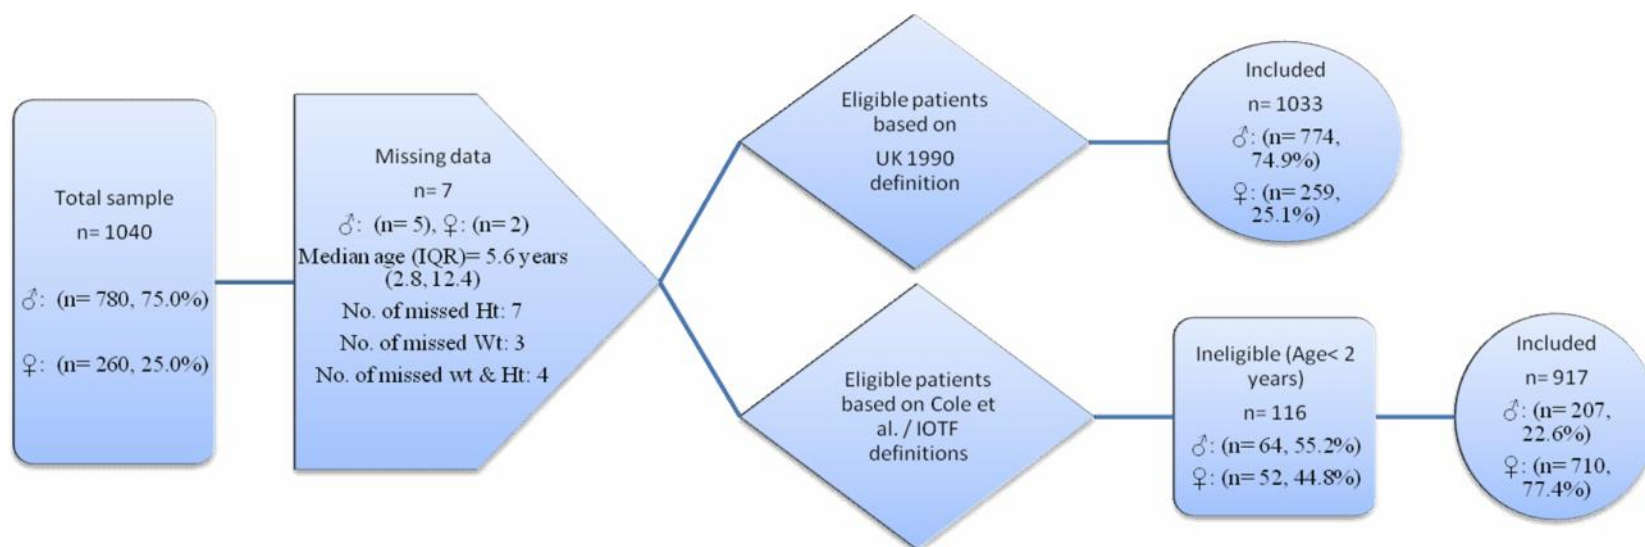 Total sample
n= 1040
♂: (n= 780, 75.0%)
♀: (n= 260, 25.0%)
Missing data
n= 7
♂: (n= 5), ♀: (n= 2)
Median age (IQR)= 5.6 years
(2.8, 12.4)
No. of missed Ht: 7
No. of missed Wt: 3
No. of missed wt & Ht: 4
Eligible patients
based on
UK 1990
definition
Included
n= 1033
♂: (n= 774,
74.9%)
♀: (n= 259,
25.1%)
Eligible patients
based on Cole et
al. / IOTF
definitions
Ineligible (Age< 2
years)
n= 116
♂: (n= 64, 55.2%)
♀: (n= 52, 44.8%)
Included
n= 917
♂: (n= 207,
22.6%)
♀: (n= 710,
77.4%)